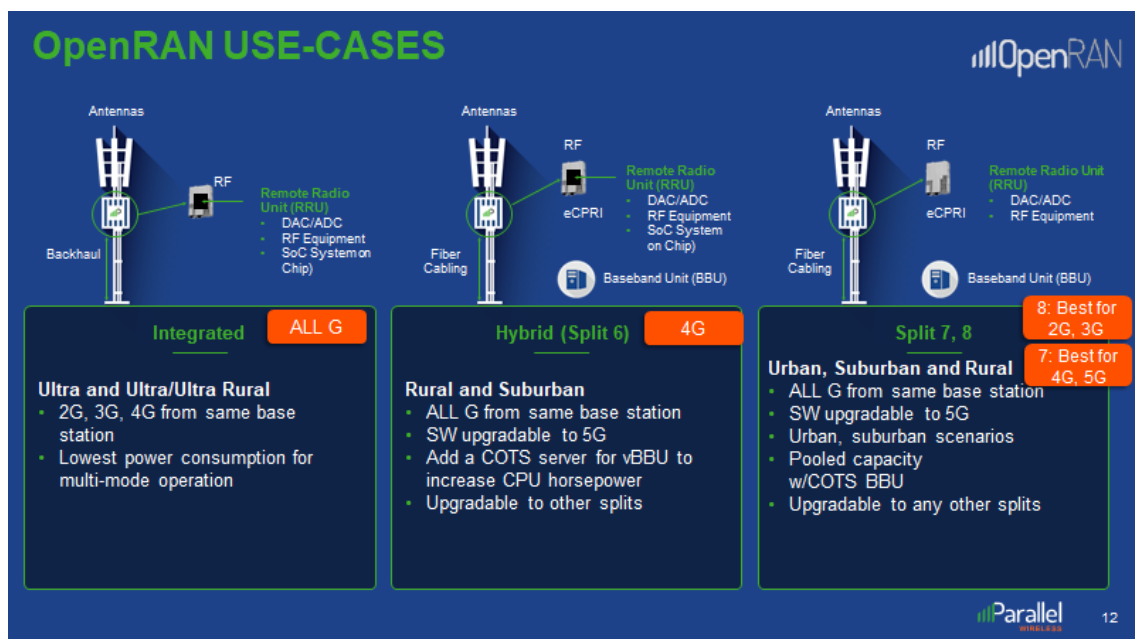 OpenRAN USE-CASES
OpenRAN
Antennas
RF
Remote Radio
Unit (RRU)
• DAC/ADC
• RF Equipment
• SoC System on
Chip)
Backhaul
Antennas
RF
eCPRI
Remote Radio
Unit (RRU)
• DAC/ADC
• RF Equipment
• SoC System
on Chip)
Fiber
Cabling
Baseband Unit (BBU)
Antennas
RF
eCPRI
Remote Radio Unit
(RRU)
• DAC/ADC
• RF Equipment
Fiber
Cabling
Baseband Unit (BBU)
Integrated
ALL G
Ultra and Ultra/Ultra Rural
• 2G, 3G, 4G from same base
station
• Lowest power consumption for
multi-mode operation
Hybrid (Split 6)
4G
Rural and Suburban
• ALL G from same base station
• SW upgradable to 5G
• Add a COTS server for vBBU to
increase CPU horsepower
• Upgradable to other splits
Split 7, 8
8: Best for
2G, 3G
7: Best for
4G, 5G
Urban, Suburban and Rural
• ALL G from same base station
• SW upgradable to 5G
• Urban, suburban scenarios
• Pooled capacity
w/COTS BBU
• Upgradable to any other splits
Parallel
WIRELESS
12